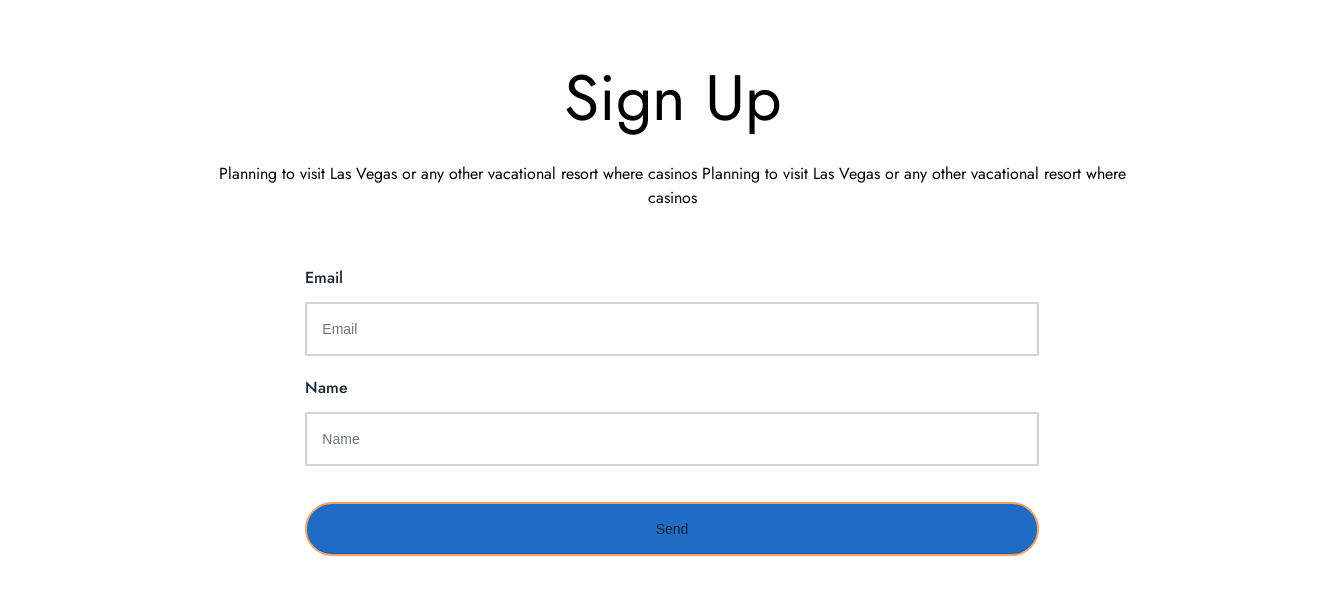 Sign Up
Planning to visit Las Vegas or any other vacational resort where casinos Planning to visit Las Vegas or any other vacational resort where
casinos
Email
Email
Name
Name
Send